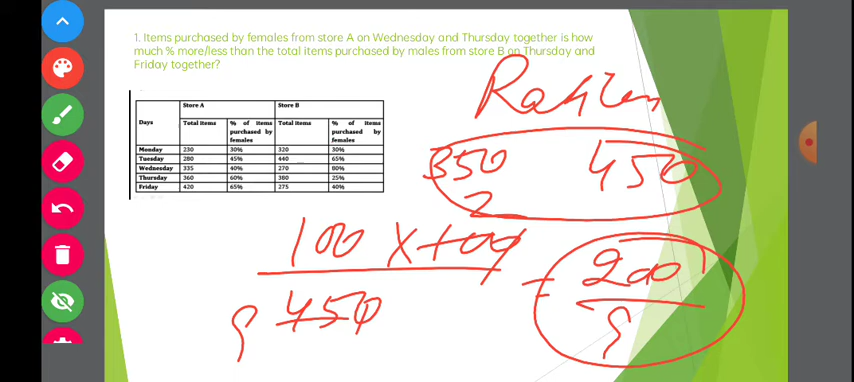 1. Items purchased by females from store A on Wednesday and Thursday together is how
much % more/less than the total items purchased by males from store B on Thursday and
Friday together?
Store A Store B
Days Total Items % of items purchased by females Total Items % of items purchased by females
Monday 230 30% 320 30%
Tuesday 280 45% 440 65%
Wednesday 335 40% 270 80%
Thursday 360 60% 380 25%
Friday 420 65% 275 40%
350 450
2
100 × 100
9 450
= 200
9